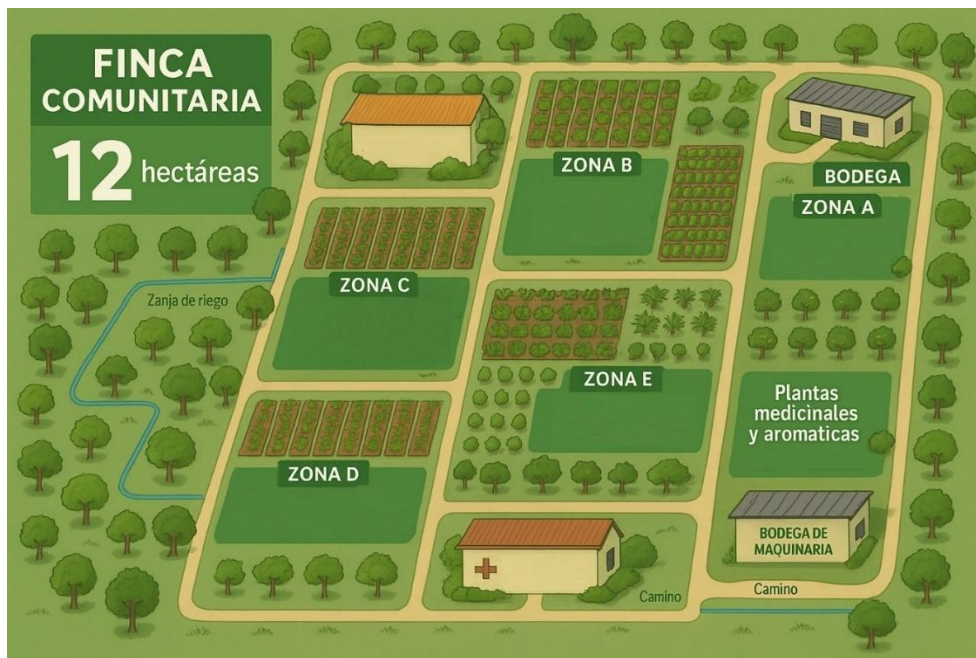 FINCA
COMUNITARIA
12 hectáreas
ZONA B
BODEGA
ZONA A
Zanja de riego
ZONA C
ZONA E
Plantas
medicinales
y aromaticas
ZONA D
BODEGA DE
MAQUINARIA
Camino
Camino